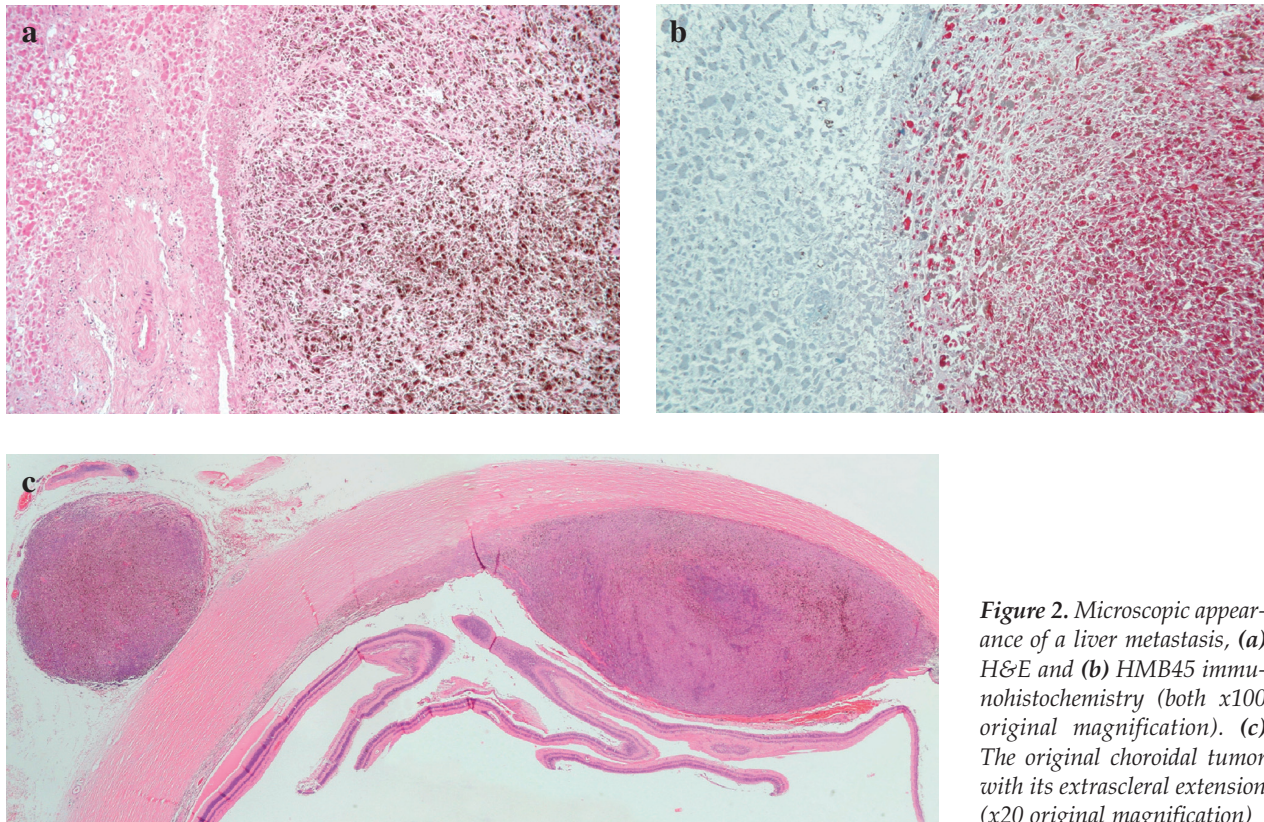 a
b
c
Figure 2. Microscopic appear-
ance of a liver metastasis, (a)
H&E and (b) HMB45 immu-
nohistochemistry (both x100
original magnification). (c)
The original choroidal tumor
with its extrascleral extension
(x20 original magnification)